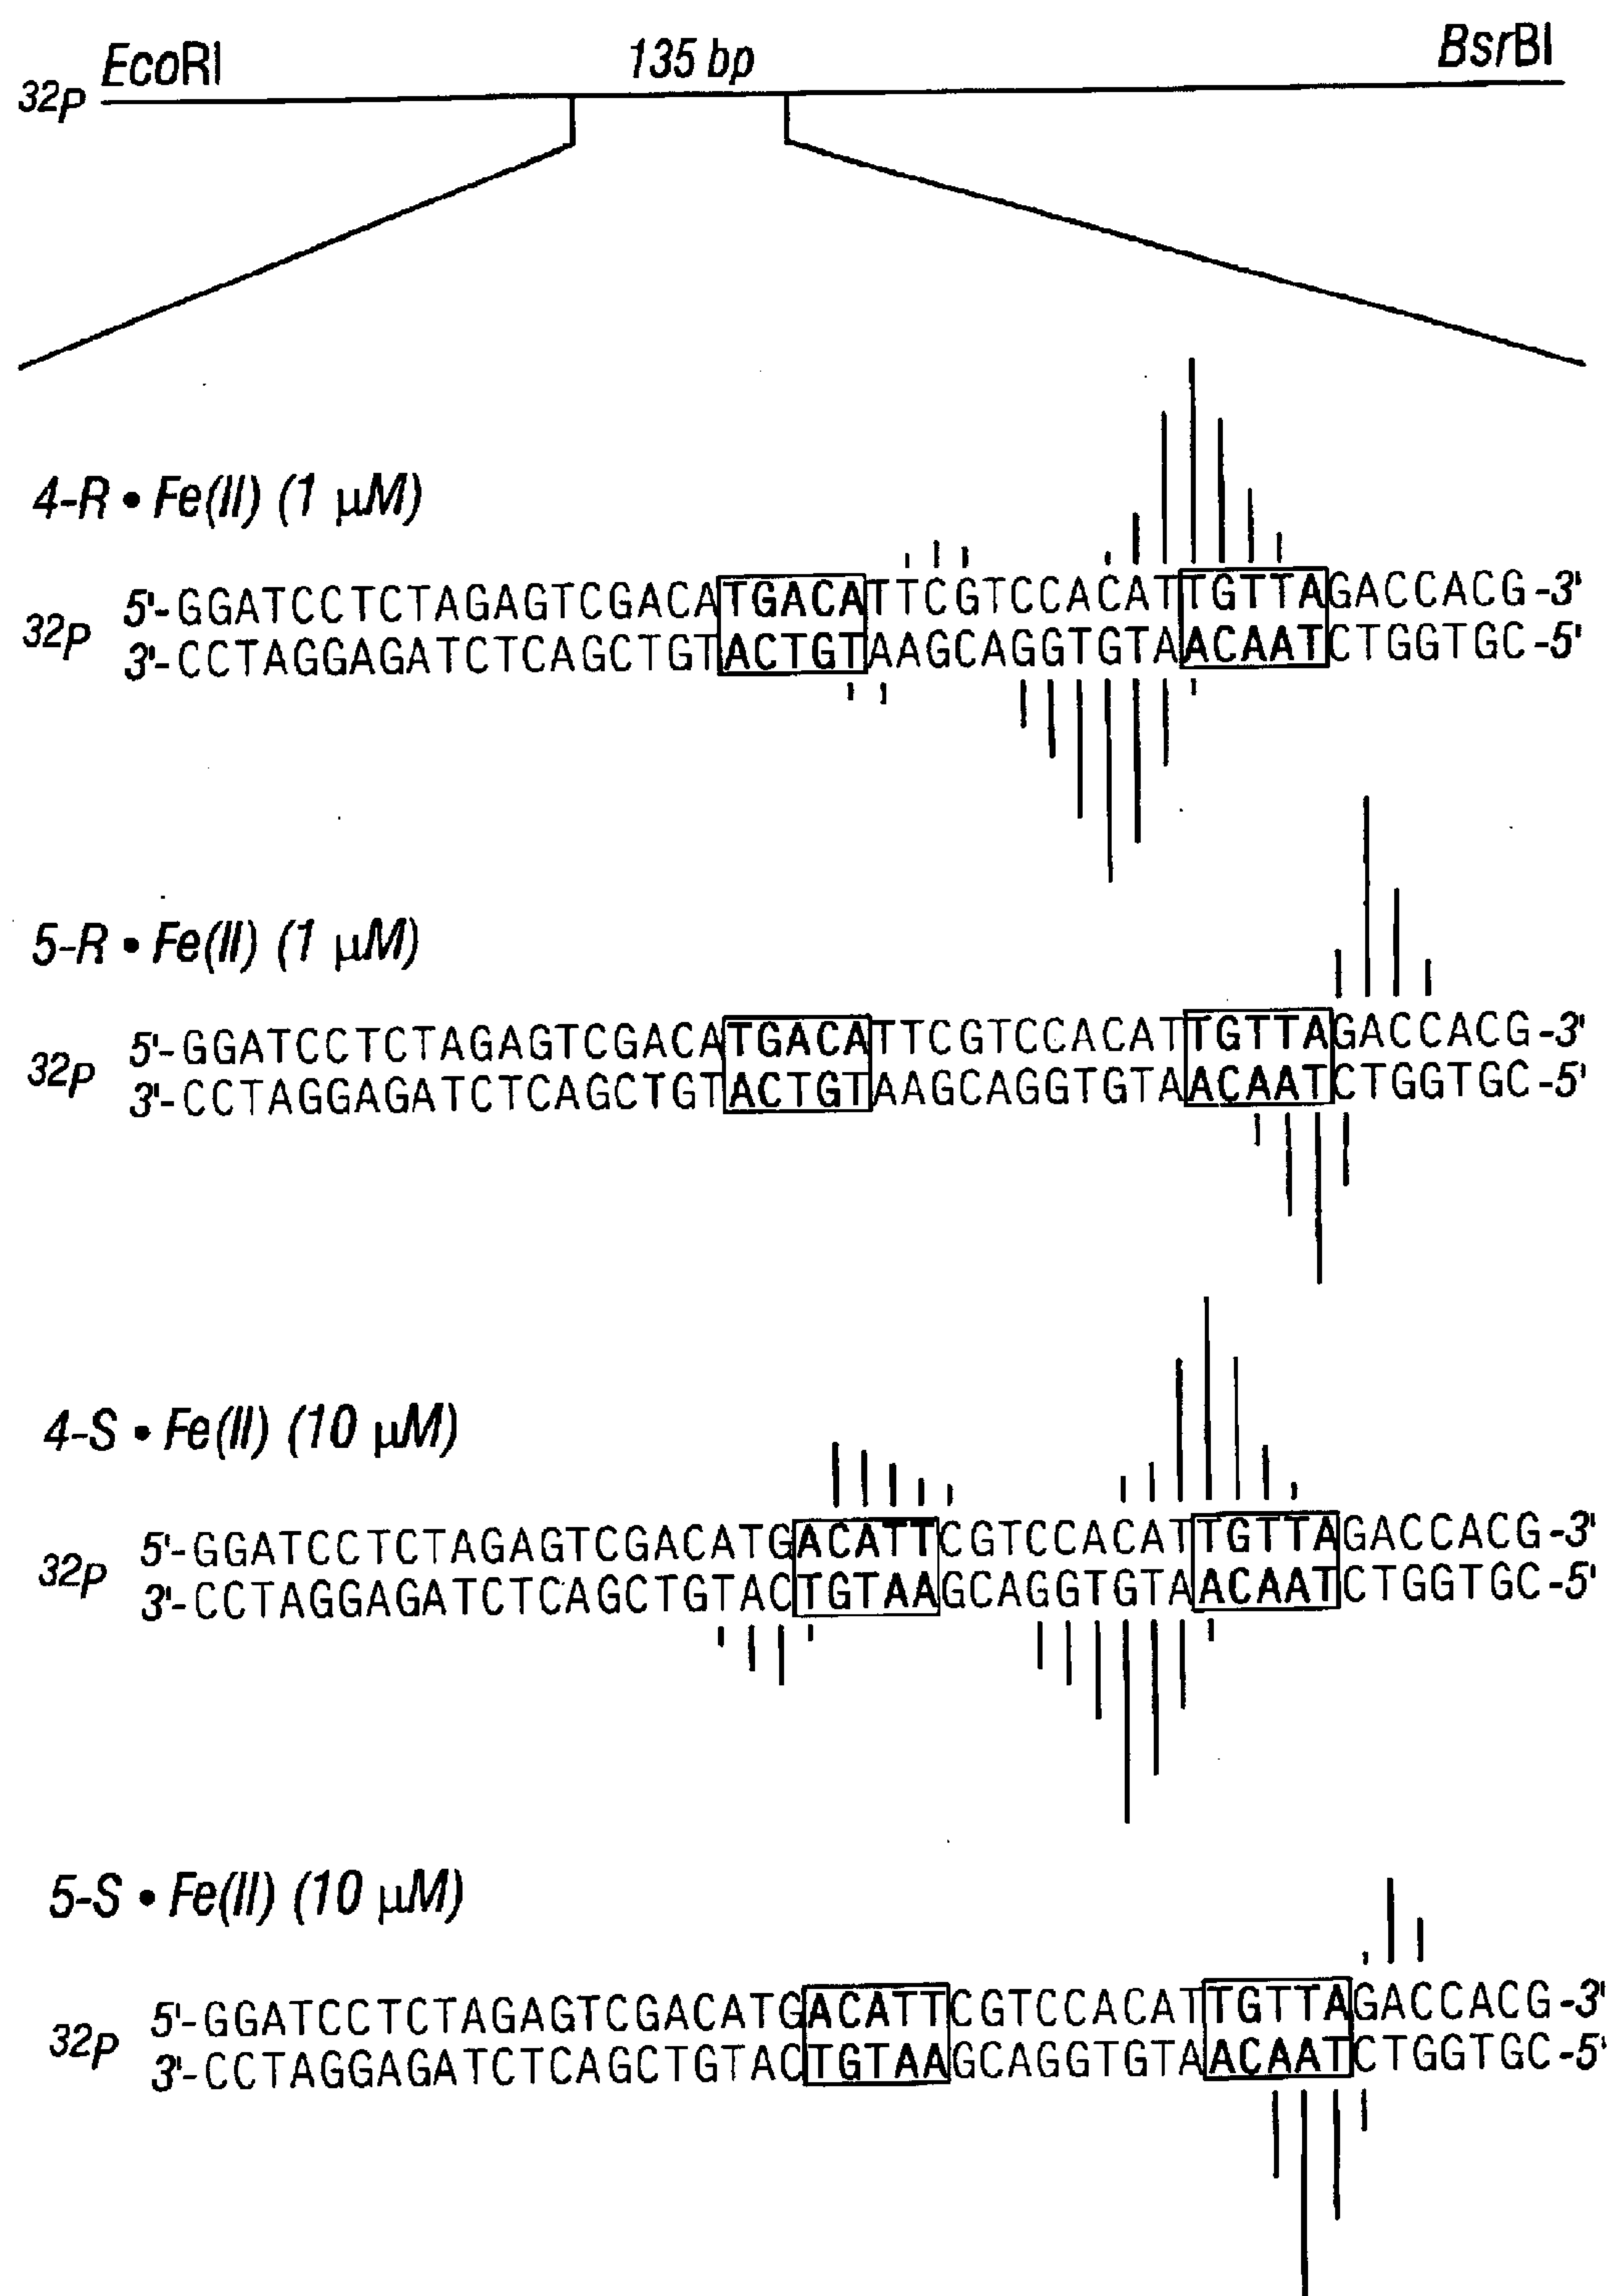 EcoRI 135 bp BsrBI
32P
4-R • Fe(II) (1 μM)
5'-GGATCCTCTAGAGTCGACATGACATTCGTCCACATTGTTAGACCACG-3'
32P
3'-CCTAGGAGATCTCAGCTGTACTGTAAGCAGGTGTAACAATCTGGTGC-5'
5-R • Fe(II) (1 μM)
5'-GGATCCTCTAGAGTCGACATGACATTCGTCCACATTGTTAGACCACG-3'
32P
3'-CCTAGGAGATCTCAGCTGTACTGTAAGCAGGTGTAACAATCTGGTGC-5'
4-S • Fe(II) (10 μM)
5'-GGATCCTCTAGAGTCGACATGACATTCGTCCACATTGTTAGACCACG-3'
32P
3'-CCTAGGAGATCTCAGCTGTACTGTAAGCAGGTGTAACAATCTGGTGC-5'
5-S • Fe(II) (10 μM)
5'-GGATCCTCTAGAGTCGACATGACATTCGTCCACATTGTTAGACCACG-3'
32P
3'-CCTAGGAGATCTCAGCTGTACTGTAAGCAGGTGTAACAATCTGGTGC-5'